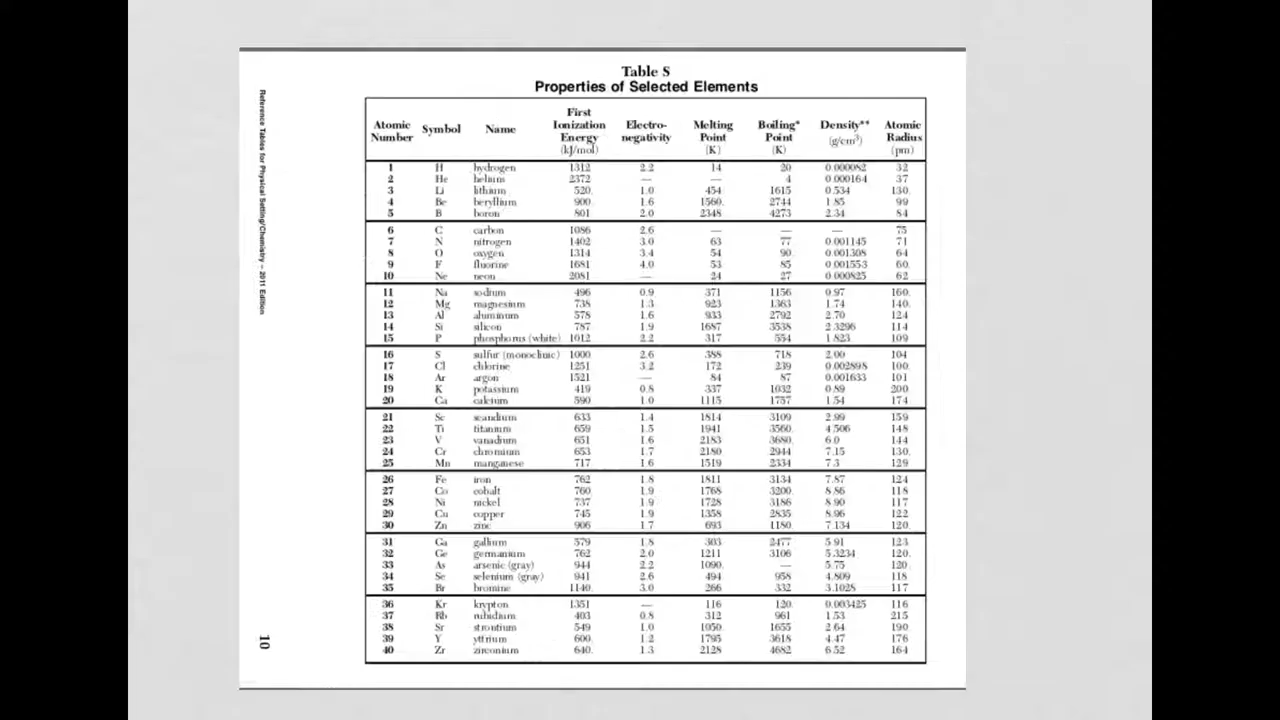 Table S
Properties of Selected Elements
Atomic Number Symbol Name First Ionization Energy (kJ/mol) Electro-negativity Melting Point (K) Boiling* Point (K) Density** (g/cm³) Atomic Radius (pm)
1 H hydrogen 1312 2.2 14 20 0.000082 32
2 He helium 2372 — — 4 0.000164 37
3 Li lithium 520. 1.0 454 1615 0.534 130.
4 Be beryllium 900. 1.6 1560. 2744 1.85 99
5 B boron 801 2.0 2348 4273 2.34 84
6 C carbon 1086 2.6 — — — 75
7 N nitrogen 1402 3.0 63 77 0.001145 71
8 O oxygen 1314 3.4 54 90. 0.001308 64
9 F fluorine 1681 4.0 53 85 0.001553 60.
10 Ne neon 2081 — 24 27 0.000825 62
11 Na sodium 496 0.9 371 1156 0.97 160.
12 Mg magnesium 738 1.3 923 1363 1.74 140.
13 Al aluminum 578 1.6 933 2792 2.70 124
14 Si silicon 787 1.9 1687 3538 2.3296 114
15 P phosphorus (white) 1012 2.2 317 554 1.823 109
16 S sulfur (monoclinic) 1000 2.6 388 718 2.00 104
17 Cl chlorine 1251 3.2 172 239 0.002898 100.
18 Ar argon 1521 — 84 87 0.001633 101
19 K potassium 419 0.8 337 1032 0.89 200.
20 Ca calcium 590. 1.0 1115 1757 1.54 174
21 Sc scandium 633 1.4 1814 3109 2.99 159
22 Ti titanium 659 1.5 1941 3560. 4.506 148
23 V vanadium 651 1.6 2183 3680. 6.0 144
24 Cr chromium 653 1.7 2180. 2944 7.15 130.
25 Mn manganese 717 1.6 1519 2334 7.3 129
26 Fe iron 762 1.8 1811 3134 7.87 124
27 Co cobalt 760. 1.9 1768 3200. 8.86 118
28 Ni nickel 737 1.9 1728 3186 8.90 117
29 Cu copper 745 1.9 1358 2835 8.96 122
30 Zn zinc 906 1.7 693 1180. 7.134 120.
31 Ga gallium 579 1.8 303 2477 5.91 123
32 Ge germanium 762 2.0 1211 3106 5.3234 120.
33 As arsenic (gray) 944 2.2 1090. — 5.75 120.
34 Se selenium (gray) 941 2.6 494 958 4.809 118
35 Br bromine 1140. 3.0 266 332 3.1028 117
36 Kr krypton 1351 — 116 120. 0.003425 116
37 Rb rubidium 403 0.8 312 961 1.53 215
38 Sr strontium 549 1.0 1050. 1655 2.64 190.
39 Y yttrium 600. 1.2 1795 3618 4.47 176
40 Zr zirconium 640. 1.3 2128 4682 6.52 164
Reference Tables for Physical Setting/Chemistry – 2011 Edition
10